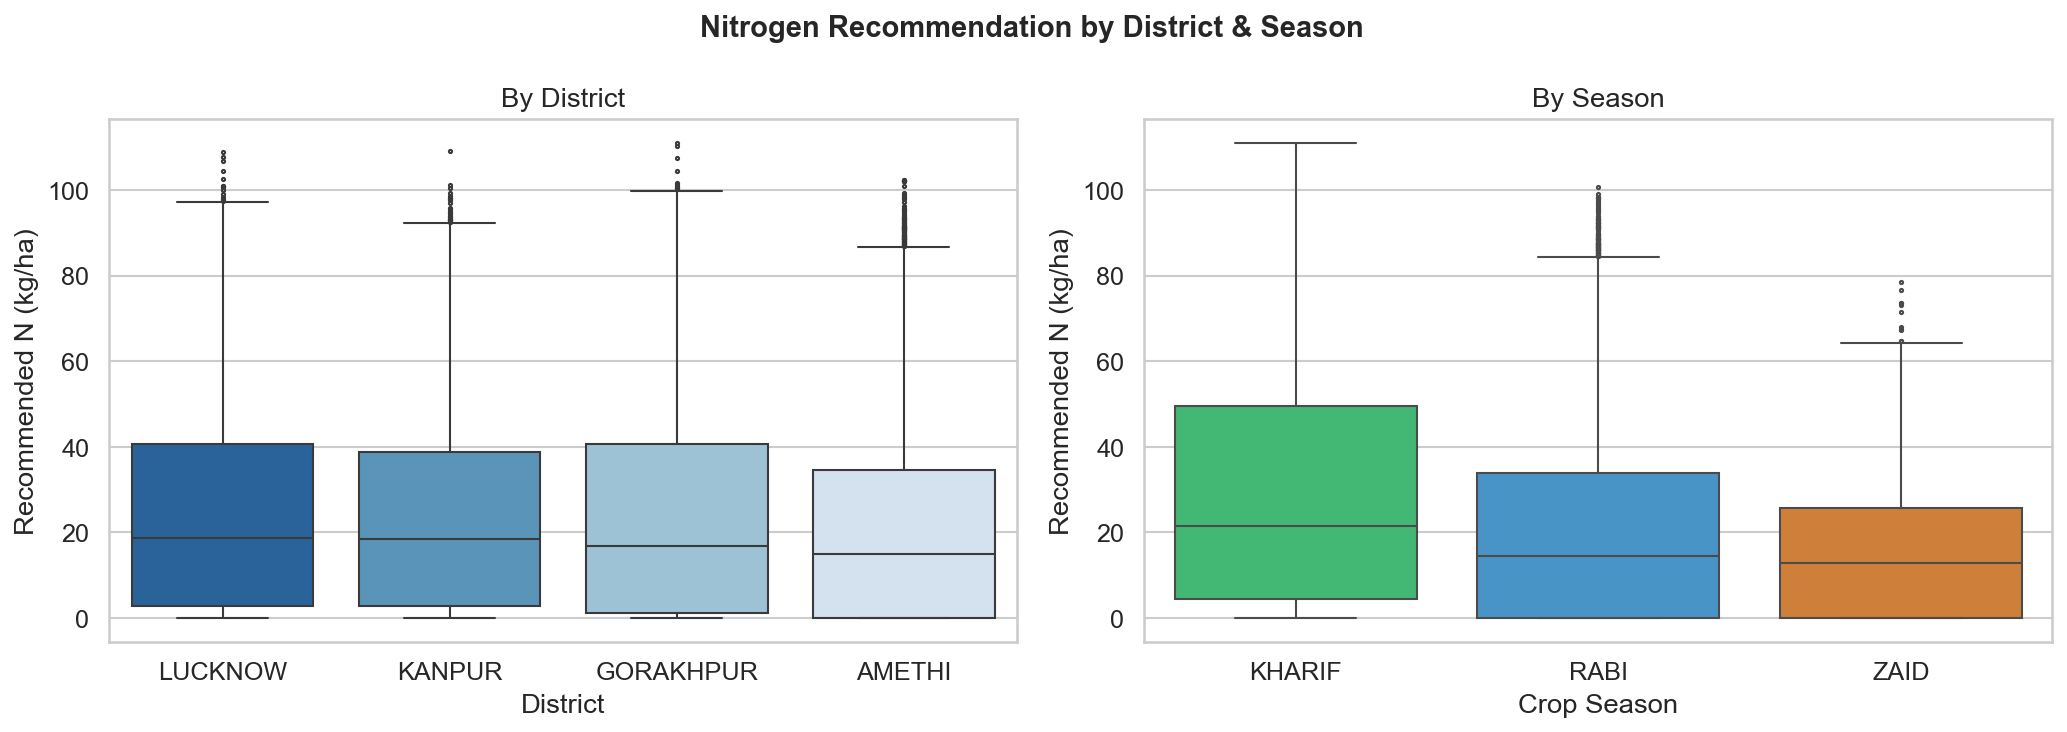 Nitrogen Recommendation by District & Season
By District
Recommended N (kg/ha)
100
80
60
40
20
0
LUCKNOW KANPUR GORAKHPUR AMETHI
District
By Season
Recommended N (kg/ha)
100
80
60
40
20
0
KHARIF RABI ZAID
Crop Season